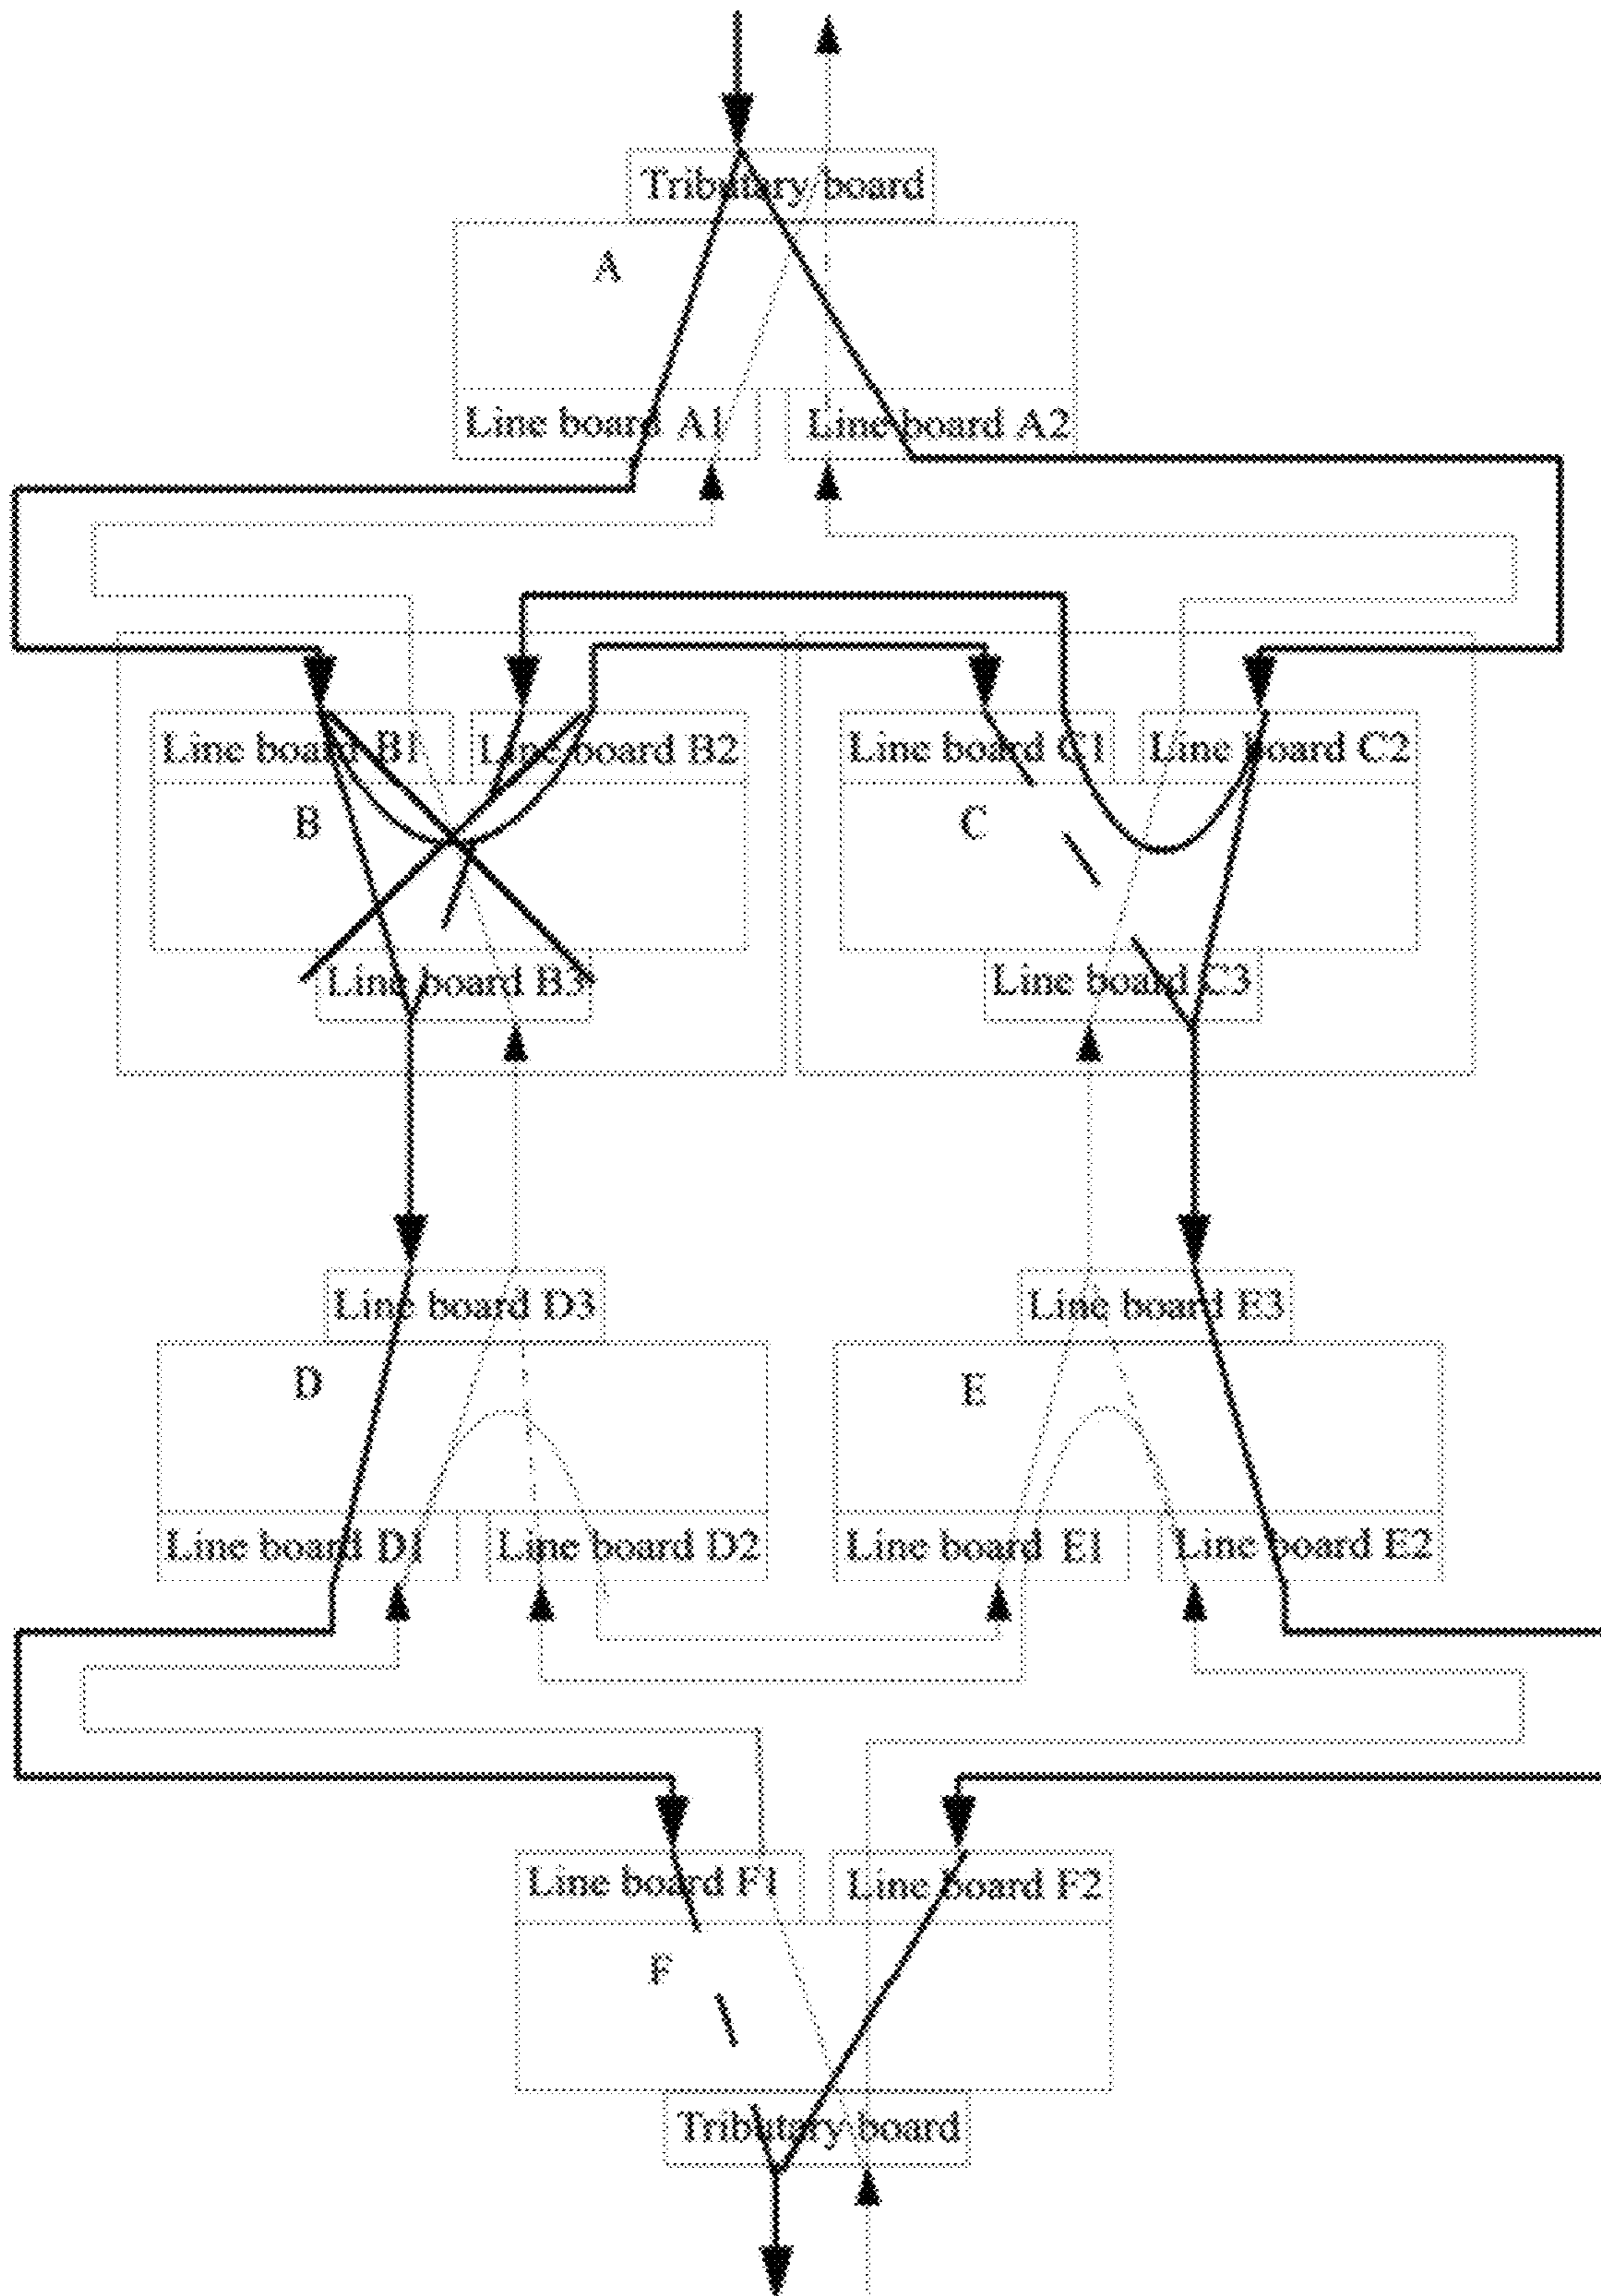 Tributary board
A
Line board A1 Line board A2
Line board B1 Line board B2 Line board C1 Line board C2
B C
Line board B3 Line board C3
Line board D3 Line board E3
D E
Line board D1 Line board D2 Line board E1 Line board E2
Line board F1 Line board F2
F
Tributary board